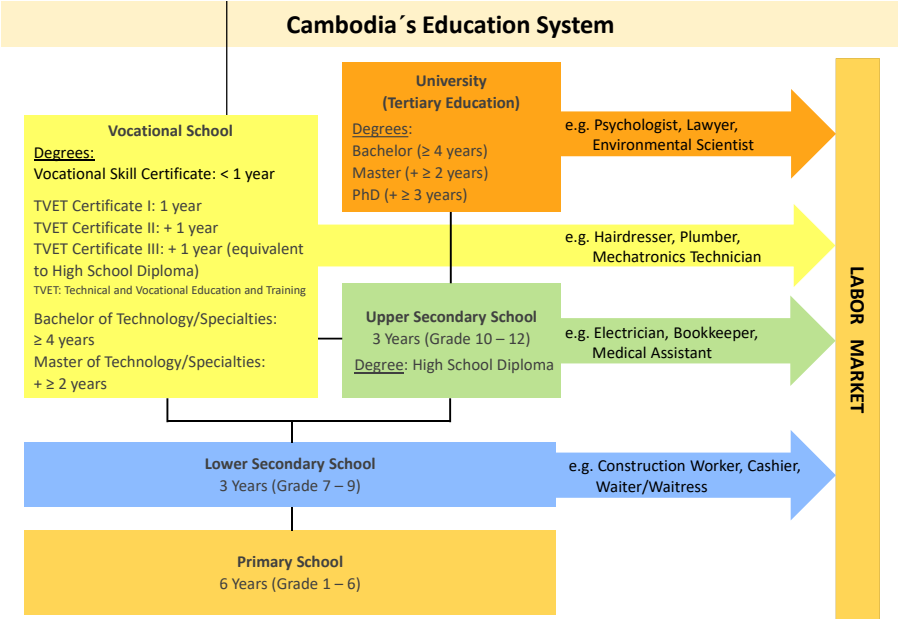 Cambodia´s Education System
University
(Tertiary Education)
Degrees:
Bachelor (≥ 4 years)
Master (+ ≥ 2 years)
PhD (+ ≥ 3 years)
e.g. Psychologist, Lawyer,
Environmental Scientist
Vocational School
Degrees:
Vocational Skill Certificate: < 1 year
TVET Certificate I: 1 year
TVET Certificate II: + 1 year
TVET Certificate III: + 1 year (equivalent
to High School Diploma)
TVET: Technical and Vocational Education and Training
Bachelor of Technology/Specialties:
≥ 4 years
Master of Technology/Specialties:
+ ≥ 2 years
e.g. Hairdresser, Plumber,
Mechatronics Technician
Upper Secondary School
3 Years (Grade 10 – 12)
Degree: High School Diploma
e.g. Electrician, Bookkeeper,
Medical Assistant
Lower Secondary School
3 Years (Grade 7 – 9)
e.g. Construction Worker, Cashier,
Waiter/Waitress
Primary School
6 Years (Grade 1 – 6)
LABOR MARKET